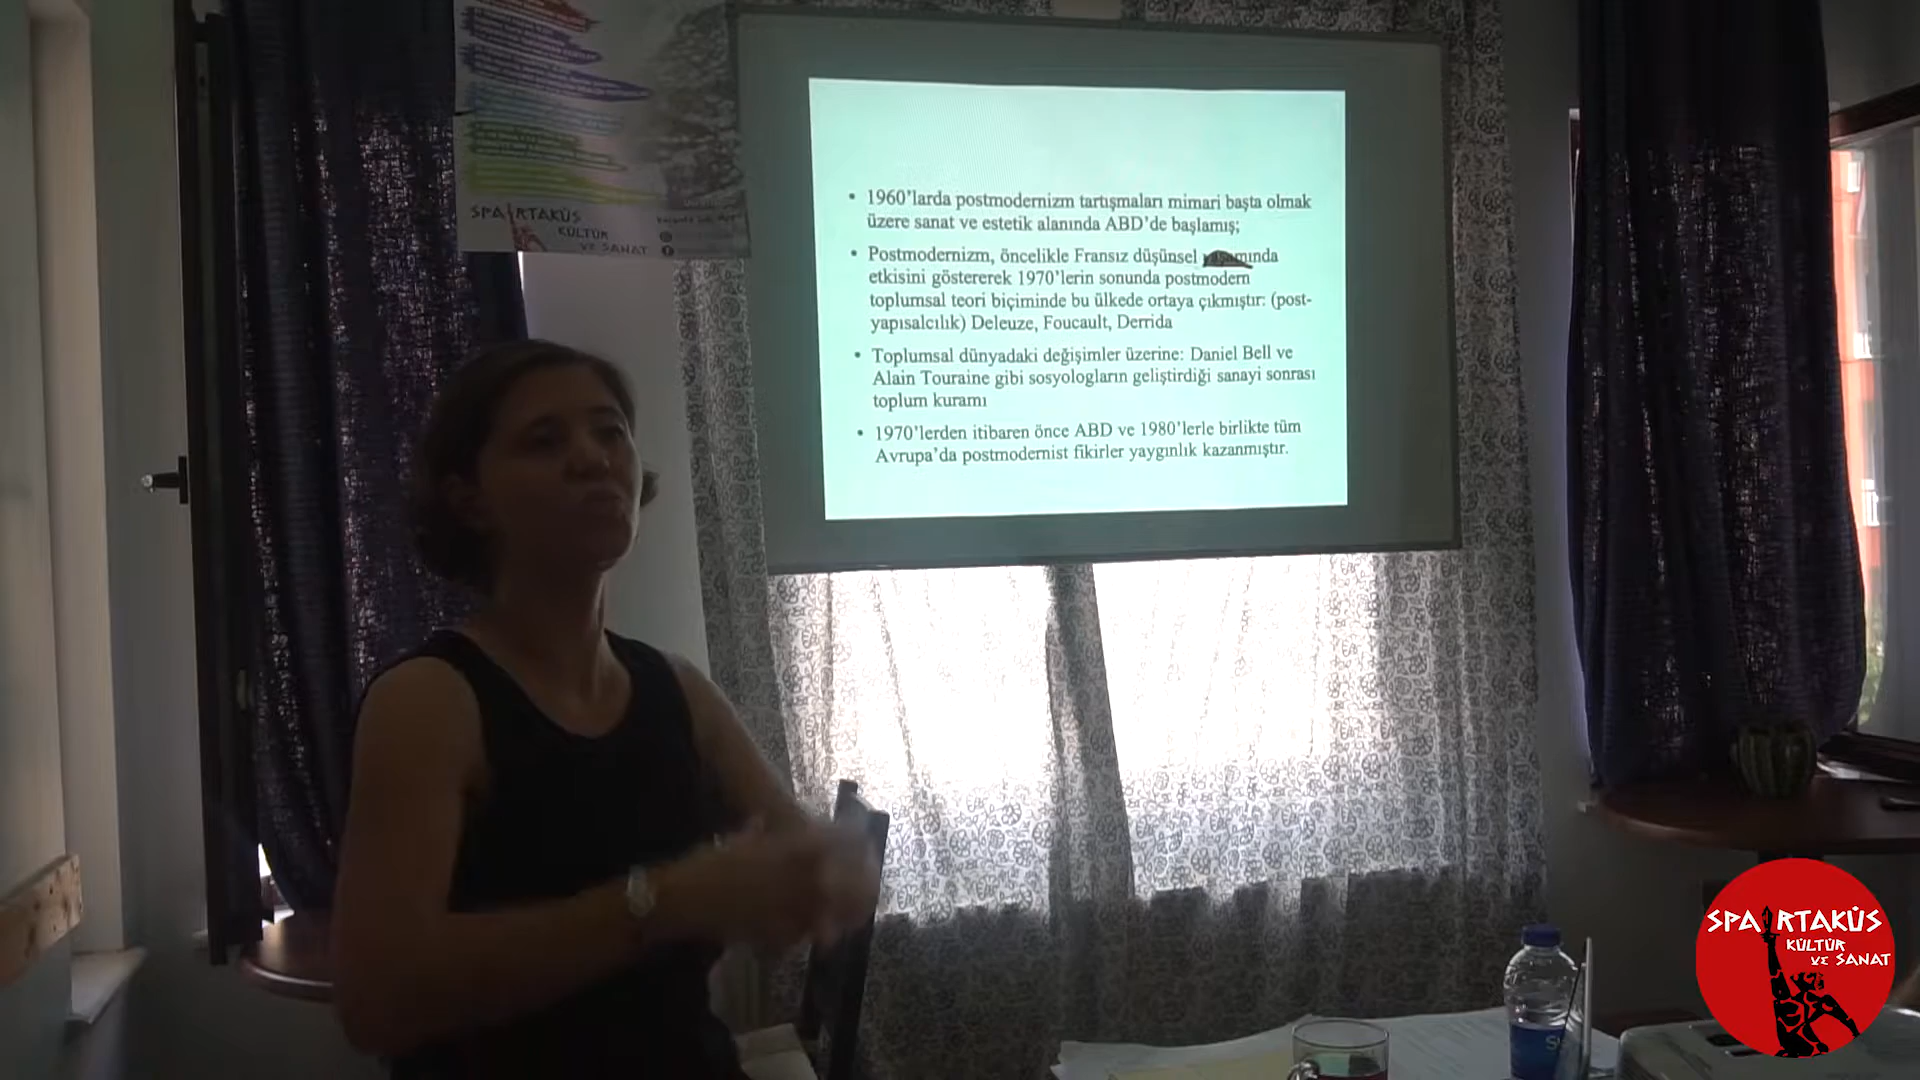 SPARTAKÜS
KÜLTÜR
VE SANAT
• 1960’larda postmodernizm tartışmaları mimari başta olmak
üzere sanat ve estetik alanında ABD’de başlamış;
• Postmodernizm, öncelikle Fransız düşünsel yaşamında
etkisini göstererek 1970’lerin sonunda postmodern
toplumsal teori biçiminde bu ülkede ortaya çıkmıştır: (post-
yapısalcılık) Deleuze, Foucault, Derrida
• Toplumsal dünyadaki değişimler üzerine: Daniel Bell ve
Alain Touraine gibi sosyologların geliştirdiği sanayi sonrası
toplum kuramı
• 1970’lerden itibaren önce ABD ve 1980’lerle birlikte tüm
Avrupa’da postmodernist fikirler yaygınlık kazanmıştır.
SPARTAKÜS
KÜLTÜR
VE SANAT